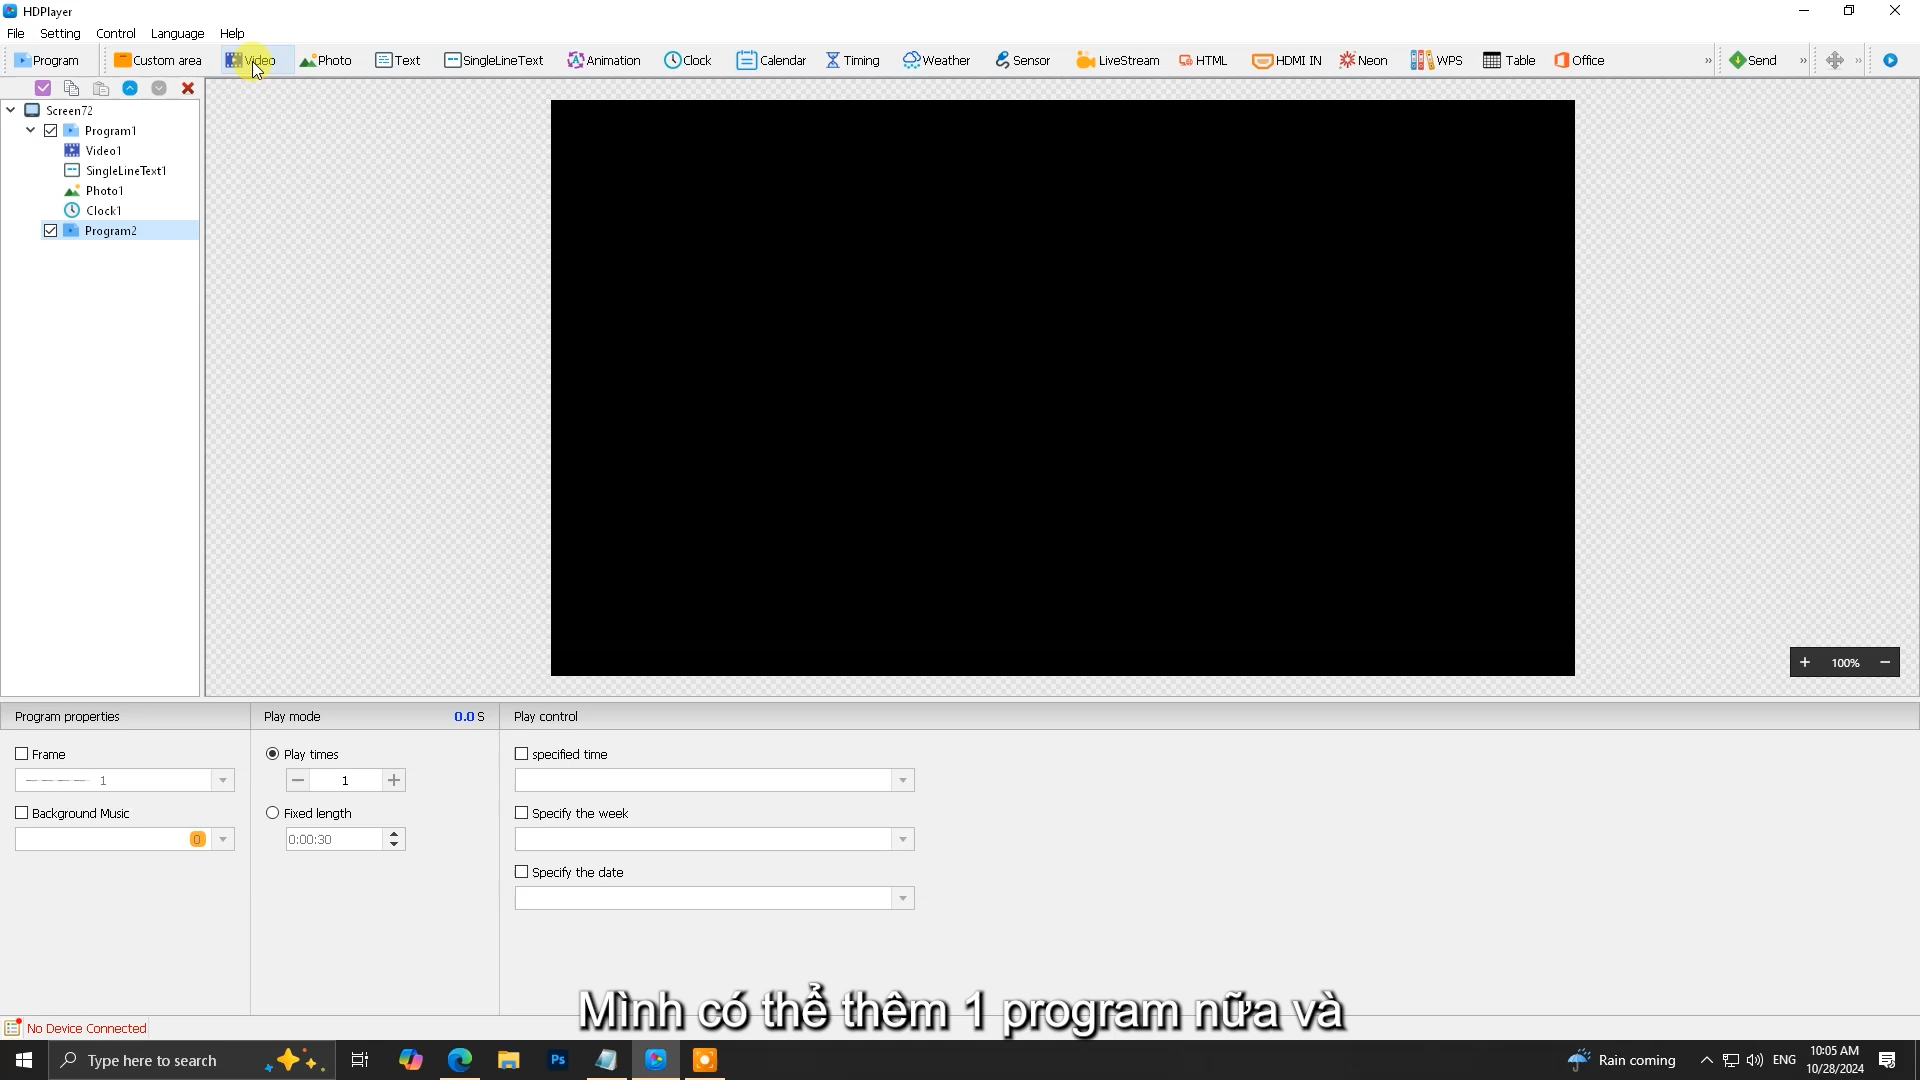 HDPlayer
File Setting Control Language Help
Program Custom area Video Photo Text SingleLineText Animation Clock Calendar Timing Weather Sensor LiveStream HTML HDMI IN Neon WPS Table Office » Send » »
Screen72
Program1
Video1
SingleLineText1
Photo1
Clock1
Program2
+ 100% −
Program properties Play mode 0.0 S Play control
Frame Play times specified time
1 − 1 +
Background Music Fixed length Specify the week
0 0:00:30
Specify the date
Mình có thể thêm 1 program nữa và
No Device Connected
Type here to search Ps Rain coming ENG 10:05 AM
10/28/2024